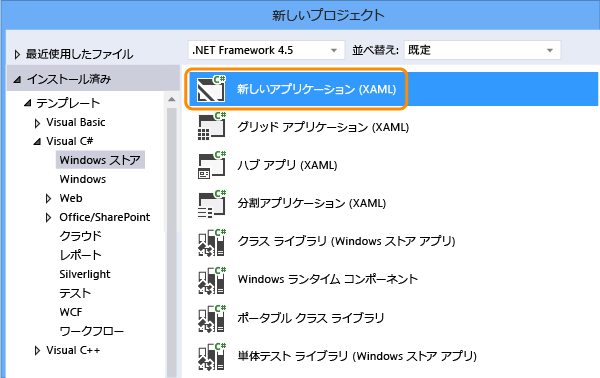 新しいプロジェクト
最近使用したファイル
インストール済み
テンプレート
Visual Basic
Visual C#
Windows ストア
Windows
Web
Office/SharePoint
クラウド
レポート
Silverlight
テスト
WCF
ワークフロー
Visual C++
.NET Framework 4.5 並べ替え: 既定
C# 新しいアプリケーション (XAML)
C# グリッド アプリケーション (XAML)
C# ハブ アプリ (XAML)
C# 分割アプリケーション (XAML)
C# クラス ライブラリ (Windows ストア アプリ)
C# Windows ランタイム コンポーネント
C# ポータブル クラス ライブラリ
C# 単体テスト ライブラリ (Windows ストア アプリ)